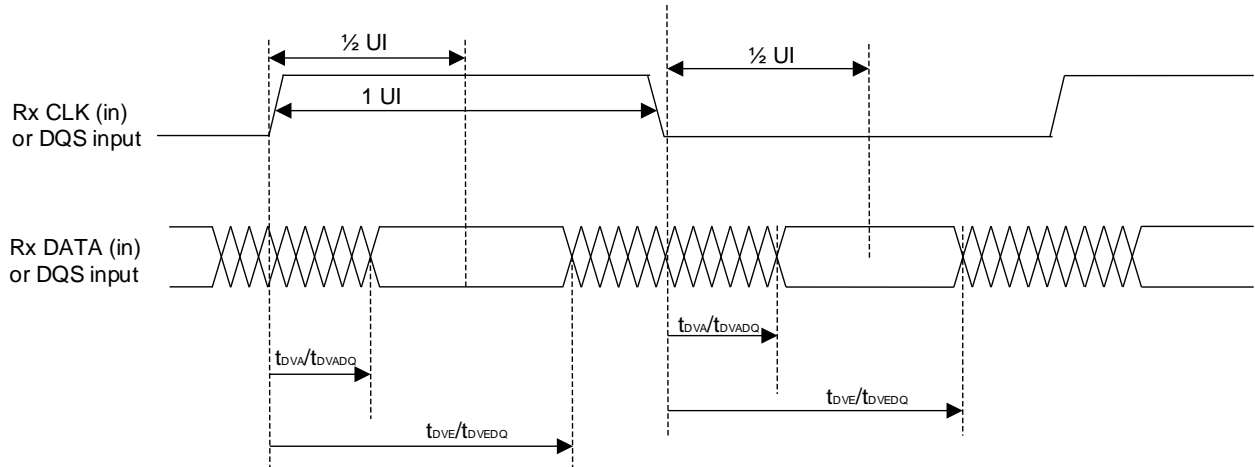 ½ UI
½ UI
1 UI
Rx CLK (in)
or DQS input
Rx DATA (in)
or DQS input
tDVA/tDVADQ
tDVA/tDVADQ
tDVE/tDVEDQ
tDVE/tDVEDQ